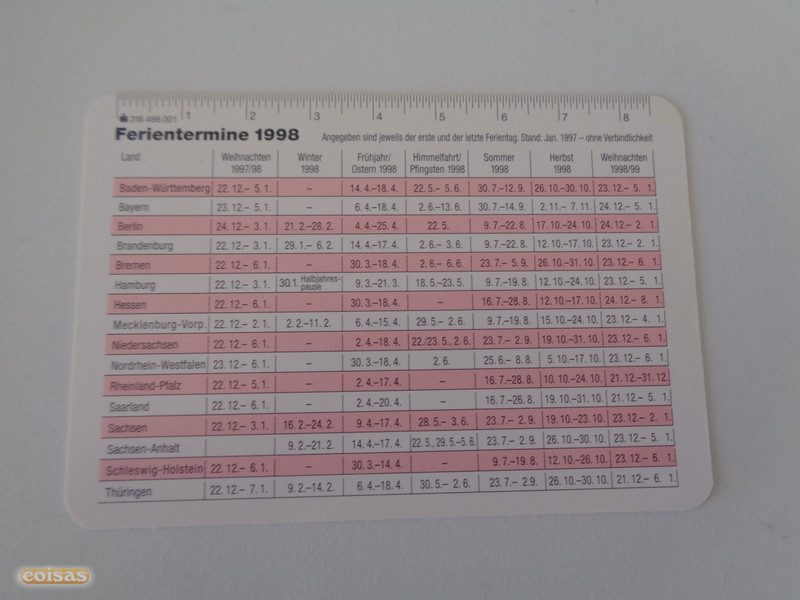 1 2 3 4 5 6 7 8
316 466 001
Ferientermine 1998 Angegeben sind jeweils der erste und der letzte Ferientag. Stand: Jan. 1997 – ohne Verbindlichkeit
Land Weihnachten 1997/98 Winter 1998 Frühjahr/ Ostern 1998 Himmelfahrt/ Pfingsten 1998 Sommer 1998 Herbst 1998 Weihnachten 1998/99
Baden-Württemberg 22. 12.– 5. 1. – 14. 4.–18. 4. 22. 5.– 5. 6. 30. 7.–12. 9. 26. 10.–30. 10. 23. 12.– 5. 1.
Bayern 23. 12.– 5. 1. – 6. 4.–18. 4. 2. 6.–13. 6. 30. 7.–14. 9. 2. 11.– 7. 11. 24. 12.– 5. 1.
Berlin 24. 12.– 3. 1. 21. 2.–28. 2. 4. 4.–25. 4. 22. 5. 9. 7.–22. 8. 17. 10.–24. 10. 24. 12.– 2. 1.
Brandenburg 22. 12.– 3. 1. 29. 1.– 6. 2. 14. 4.–17. 4. 2. 6.– 3. 6. 9. 7.–22. 8. 12. 10.–17. 10. 23. 12.– 2. 1.
Bremen 22. 12.– 6. 1. – 30. 3.–18. 4. 2. 6.– 6. 6. 23. 7.– 5. 9. 26. 10.–31. 10. 23. 12.– 6. 1.
Hamburg 22. 12.– 3. 1. 30.1. Halbjahres-pause 9. 3.–21. 3. 18. 5.–23. 5. 9. 7.–19. 8. 12. 10.–24. 10. 23. 12.– 5. 1.
Hessen 22. 12.– 6. 1. – 30. 3.–18. 4. – 16. 7.–28. 8. 12. 10.–17. 10. 24. 12.– 8. 1.
Mecklenburg-Vorp. 22. 12.– 2. 1. 2. 2.–11. 2. 6. 4.–15. 4. 29. 5.– 2. 6. 9. 7.–19. 8. 15. 10.–24. 10. 23. 12.– 4. 1.
Niedersachsen 22. 12.– 6. 1. – 2. 4.–18. 4. 22./23. 5., 2. 6. 23. 7.– 2. 9. 19. 10.–31. 10. 23. 12.– 6. 1.
Nordrhein-Westfalen 23. 12.– 6. 1. – 30. 3.–18. 4. 2. 6. 25. 6.– 8. 8. 5. 10.–17. 10. 23. 12.– 6. 1.
Rheinland-Pfalz 22. 12.– 5. 1. – 2. 4.–17. 4. – 16. 7.–28. 8. 10. 10.–24. 10. 21. 12.–31. 12.
Saarland 22. 12.– 6. 1. – 2. 4.–20. 4. – 16. 7.–26. 8. 19. 10.–31. 10. 21. 12.– 5. 1.
Sachsen 22. 12.– 3. 1. 16. 2.–24. 2. 9. 4.–17. 4. 28. 5.– 3. 6. 23. 7.– 2. 9. 19. 10.–23. 10. 23. 12.– 2. 1.
Sachsen-Anhalt 9. 2.–21. 2. 14. 4.–17. 4. 22. 5., 29. 5.–5. 6. 23. 7.– 2. 9. 26. 10.–30. 10. 23. 12.– 5. 1.
Schleswig-Holstein 22. 12.– 6. 1. – 30. 3.–14. 4. – 9. 7.–19. 8. 12. 10.–26. 10. 23. 12.– 6. 1.
Thüringen 22. 12.– 7. 1. 9. 2.–14. 2. 6. 4.–18. 4. 30. 5.– 2. 6. 23. 7.– 2. 9. 26. 10.–30. 10. 21. 12.– 6. 1.
coisas